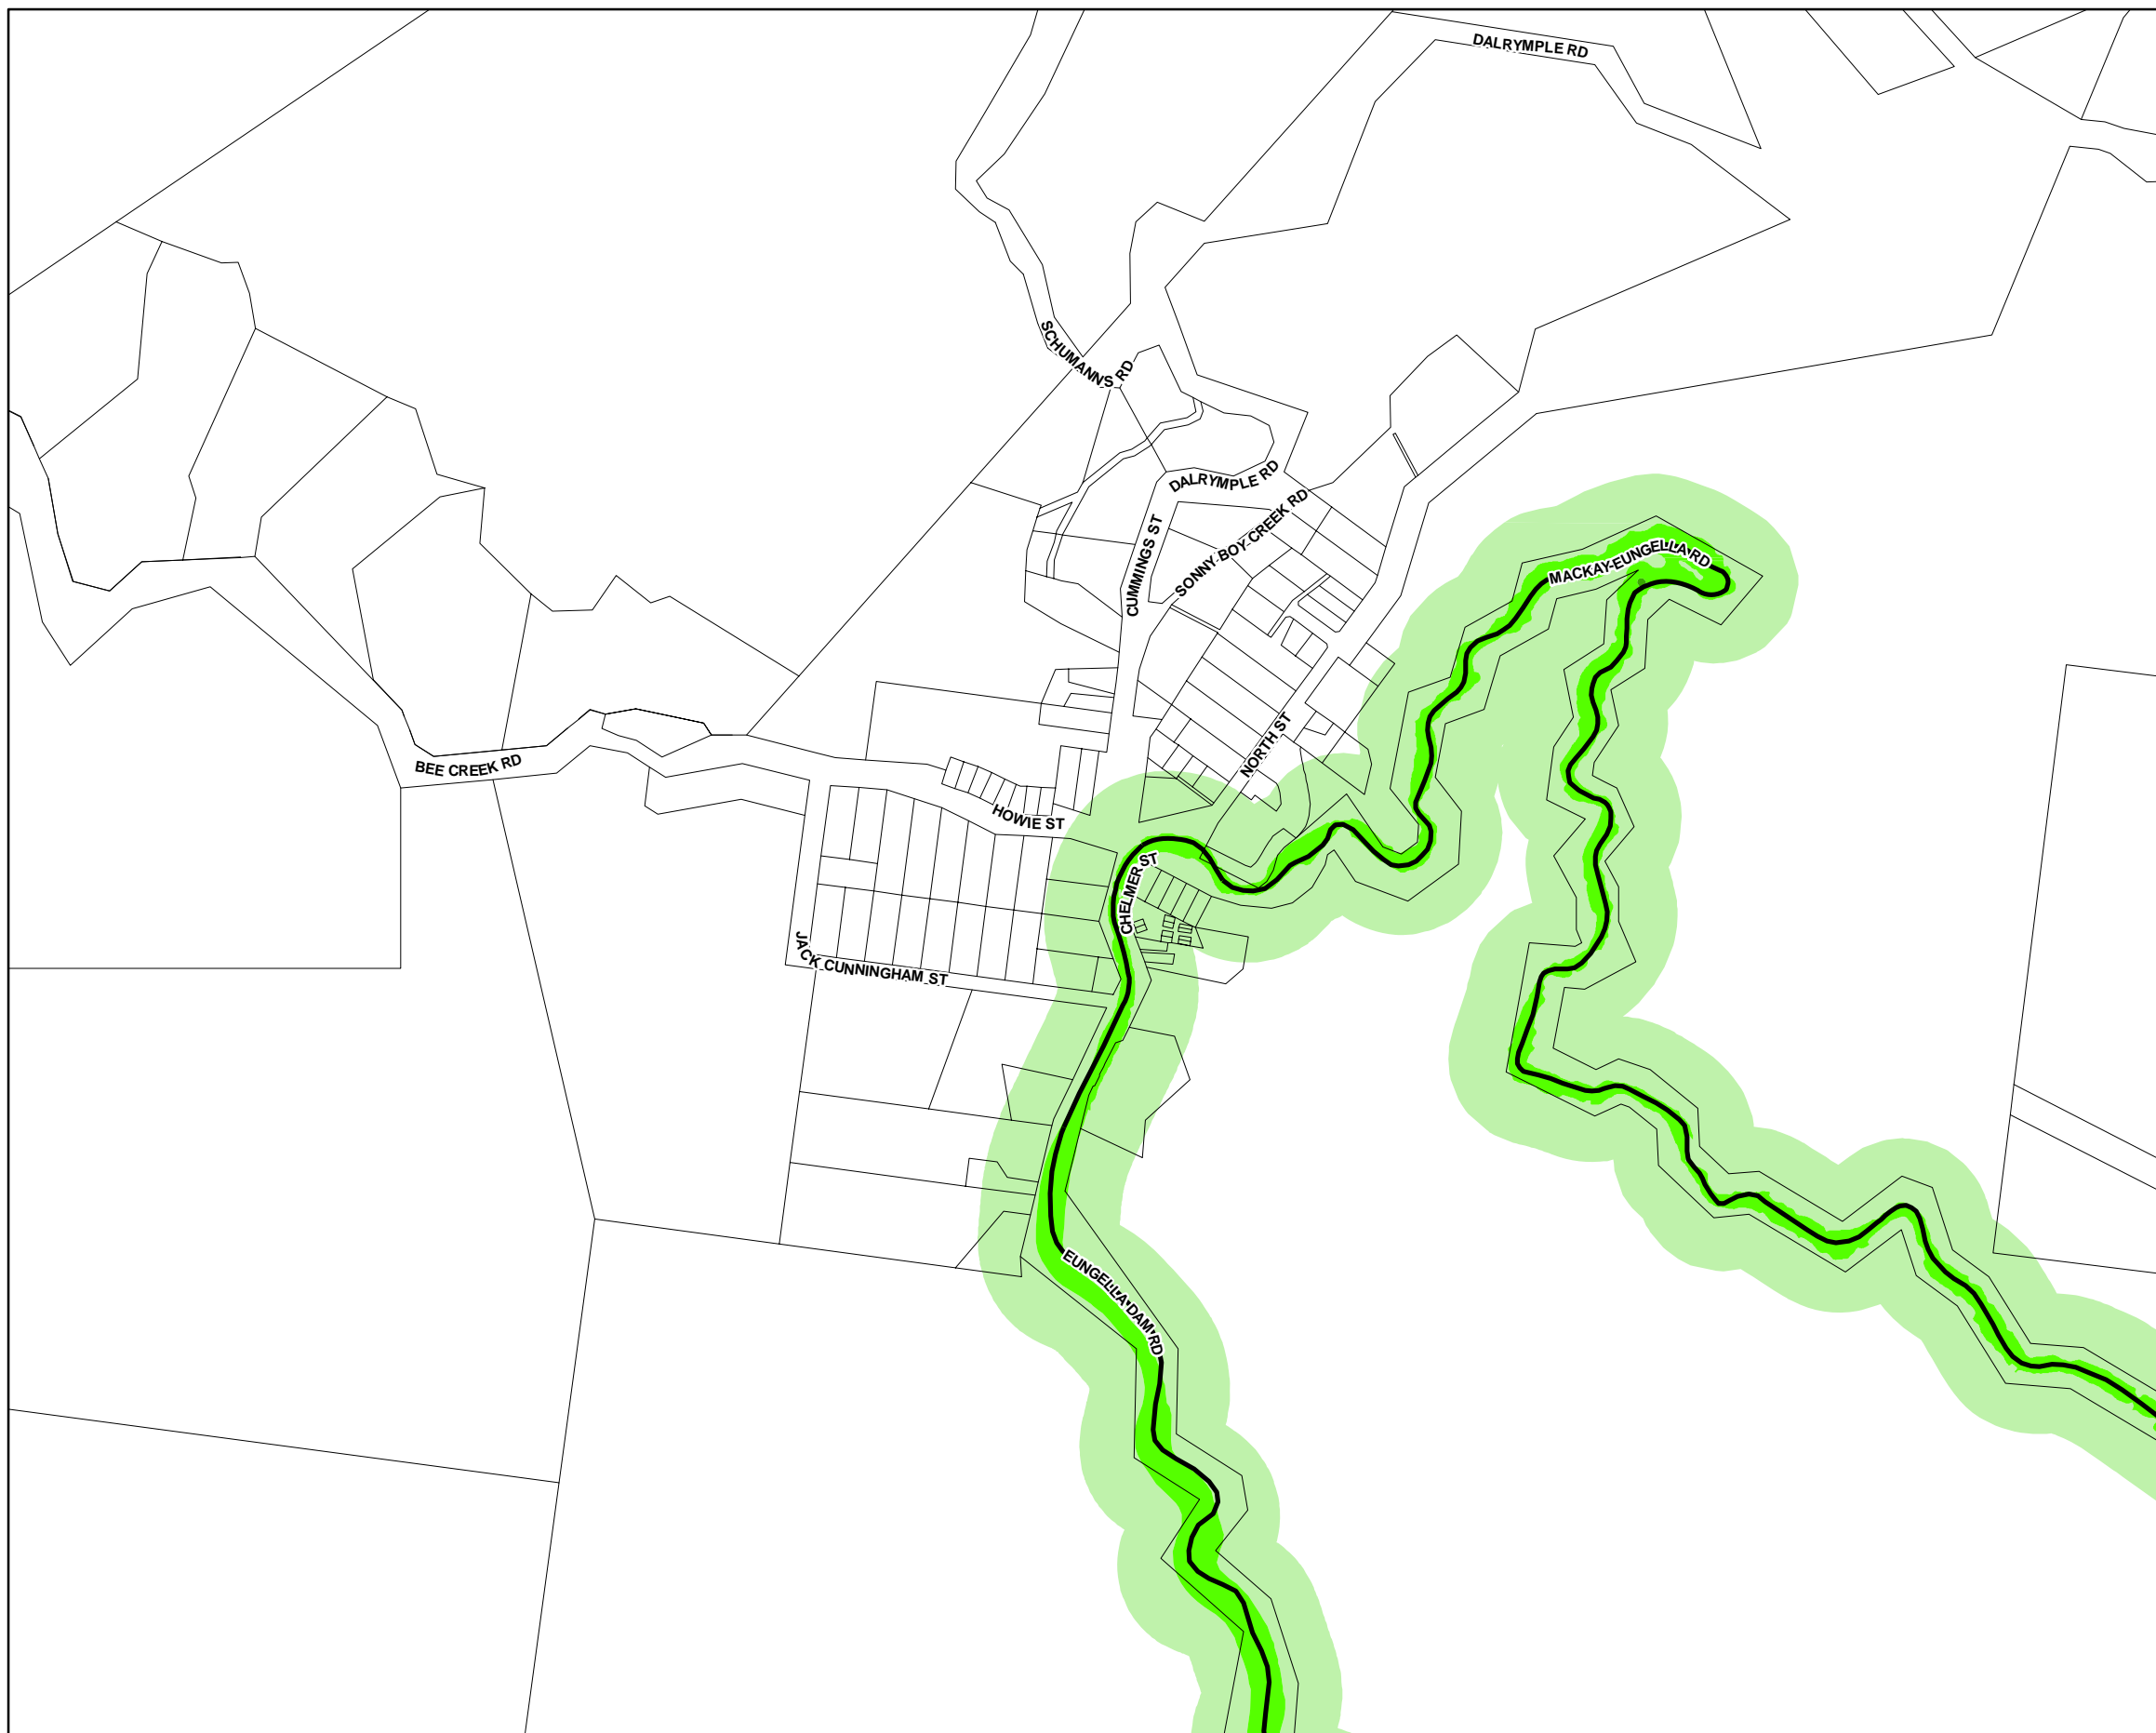 DALRYMPLE RD
SCHUMANNS RD
DALRYMPLE RD
SONNY BOY CREEK RD
CUMMINGS ST
MACKAY-EUNGELLA RD
NORTH ST
BEE CREEK RD
HOWIE ST
CHELMER ST
JACK CUNNINGHAM ST
EUNGELLA DAM RD